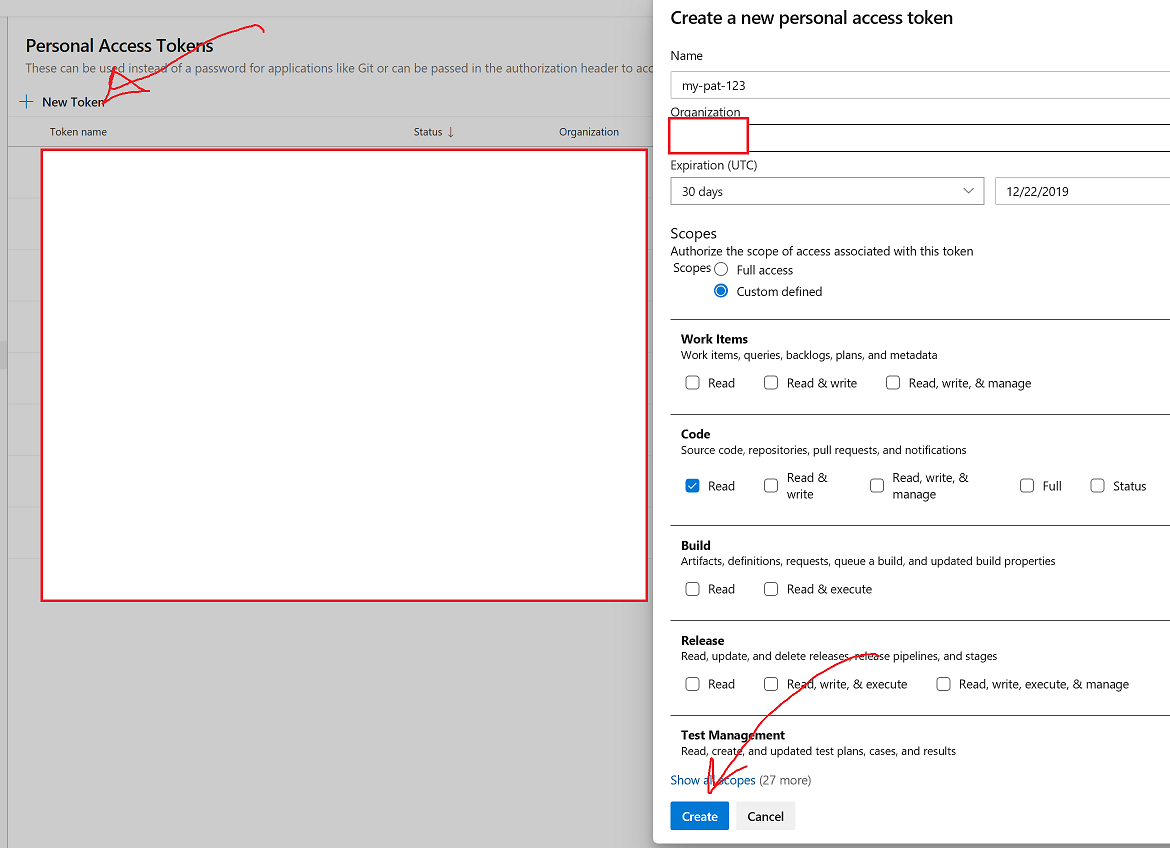 Personal Access Tokens
These can be used instead of a password for applications like Git or can be passed in the authorization header to acc
New Token
Token name Status ↓ Organization
Create a new personal access token
Name
my-pat-123
Organization
Expiration (UTC)
30 days 12/22/2019
Scopes
Authorize the scope of access associated with this token
Scopes Full access
Custom defined
Work Items
Work items, queries, backlogs, plans, and metadata
Read Read & write Read, write, & manage
Code
Source code, repositories, pull requests, and notifications
Read Read & write Read, write, & manage Full Status
Build
Artifacts, definitions, requests, queue a build, and updated build properties
Read Read & execute
Release
Read, update, and delete releases, release pipelines, and stages
Read Read, write, & execute Read, write, execute, & manage
Test Management
Read, create, and updated test plans, cases, and results
Show all scopes (27 more)
Create Cancel